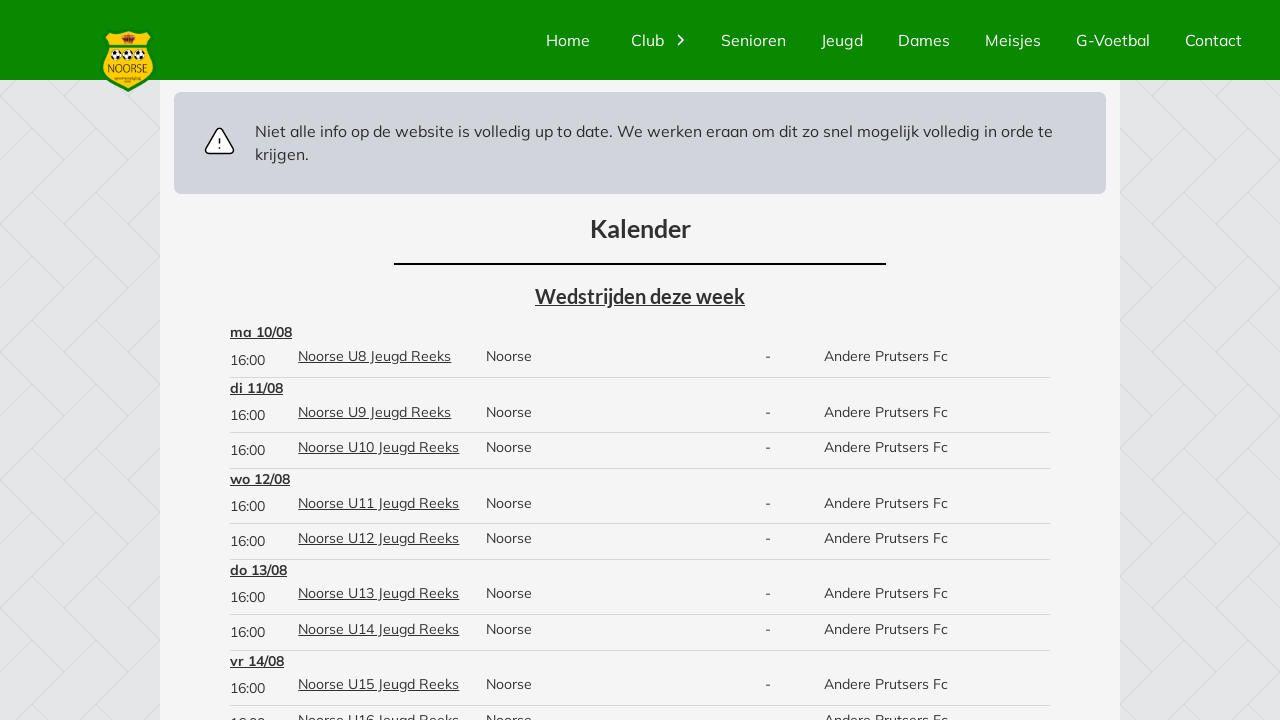 NOORSE
Home Club Senioren Jeugd Dames Meisjes G-Voetbal Contact
Niet alle info op de website is volledig up to date. We werken eraan om dit zo snel mogelijk volledig in orde te
krijgen.
Kalender
Wedstrijden deze week
ma 10/08
16:00 Noorse U8 Jeugd Reeks Noorse - Andere Prutsers Fc
di 11/08
16:00 Noorse U9 Jeugd Reeks Noorse - Andere Prutsers Fc
16:00 Noorse U10 Jeugd Reeks Noorse - Andere Prutsers Fc
wo 12/08
16:00 Noorse U11 Jeugd Reeks Noorse - Andere Prutsers Fc
16:00 Noorse U12 Jeugd Reeks Noorse - Andere Prutsers Fc
do 13/08
16:00 Noorse U13 Jeugd Reeks Noorse - Andere Prutsers Fc
16:00 Noorse U14 Jeugd Reeks Noorse - Andere Prutsers Fc
vr 14/08
16:00 Noorse U15 Jeugd Reeks Noorse - Andere Prutsers Fc
16:00 Noorse U16 Jeugd Reeks Noorse - Andere Prutsers Fc